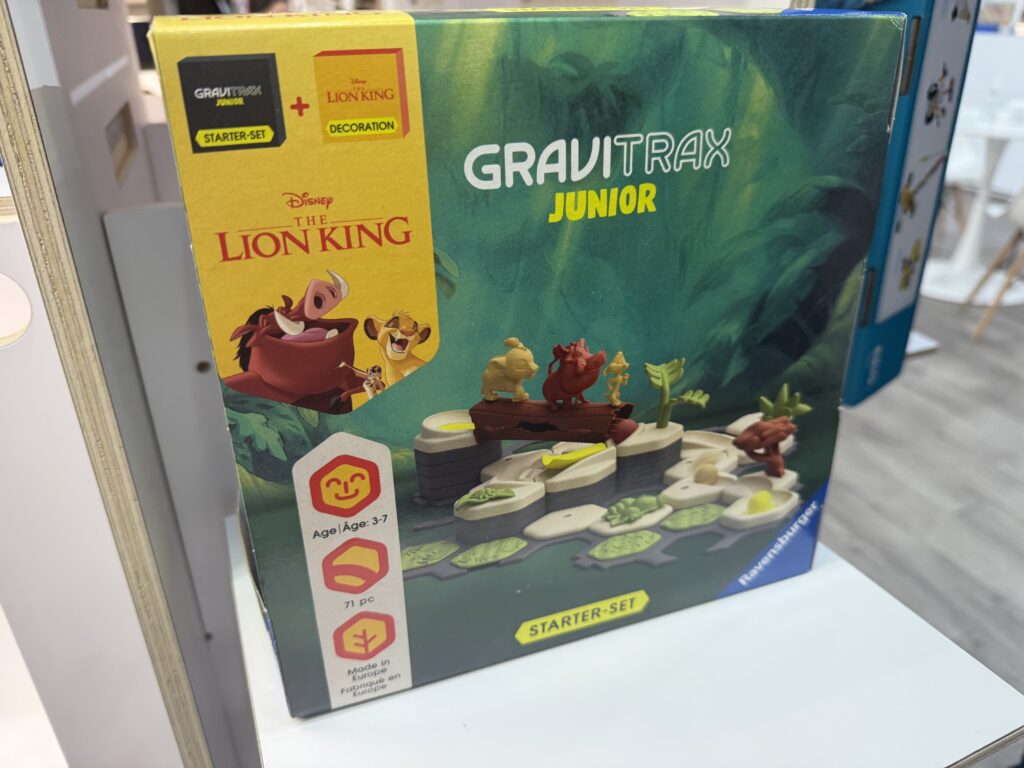 GRAVITRAX
JUNIOR
STARTER-SET
+
Disney
THE
LION KING
DECORATION
Disney
THE
LION KING
GRAVITRAX
JUNIOR
Age|Âge: 3-7
71 pc
Made in
Europe
Fabriqué en
Europe
STARTER-SET
Ravensburger